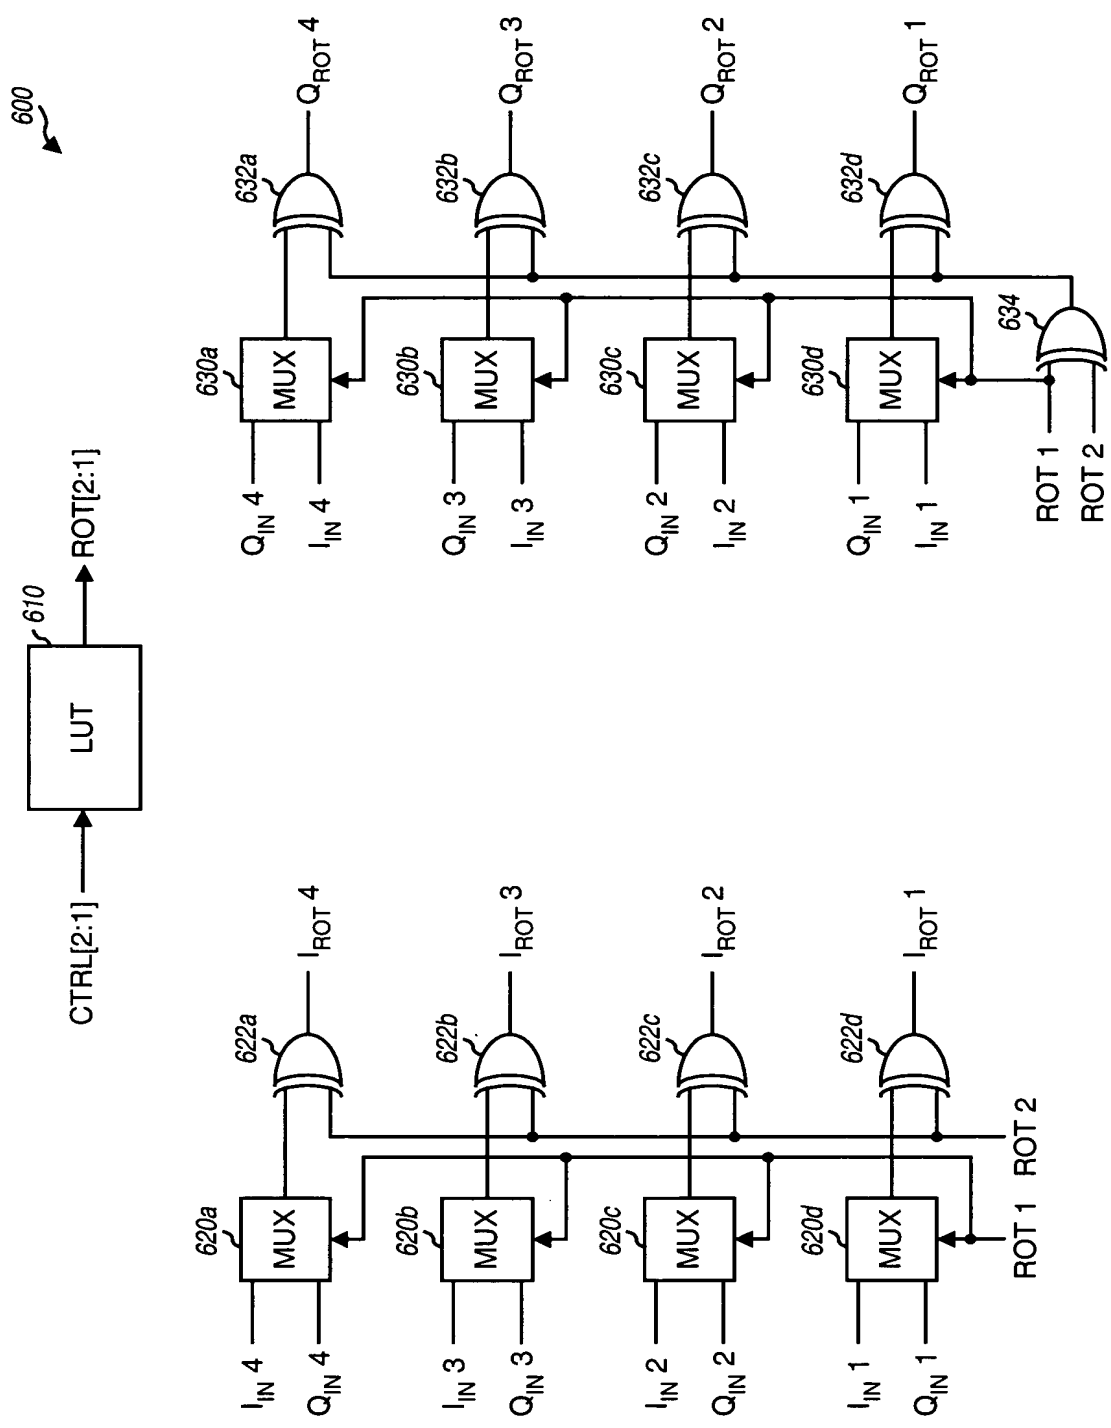 600
CTRL[2:1]
LUT
610
ROT[2:1]
I_IN 4
Q_IN 4
620a
MUX
622a
I_ROT 4
I_IN 3
Q_IN 3
620b
MUX
622b
I_ROT 3
I_IN 2
Q_IN 2
620c
MUX
622c
I_ROT 2
I_IN 1
Q_IN 1
620d
MUX
622d
I_ROT 1
ROT 1
ROT 2
Q_IN 4
I_IN 4
630a
MUX
632a
Q_ROT 4
Q_IN 3
I_IN 3
630b
MUX
632b
Q_ROT 3
Q_IN 2
I_IN 2
630c
MUX
632c
Q_ROT 2
Q_IN 1
I_IN 1
630d
MUX
632d
Q_ROT 1
ROT 1
ROT 2
634